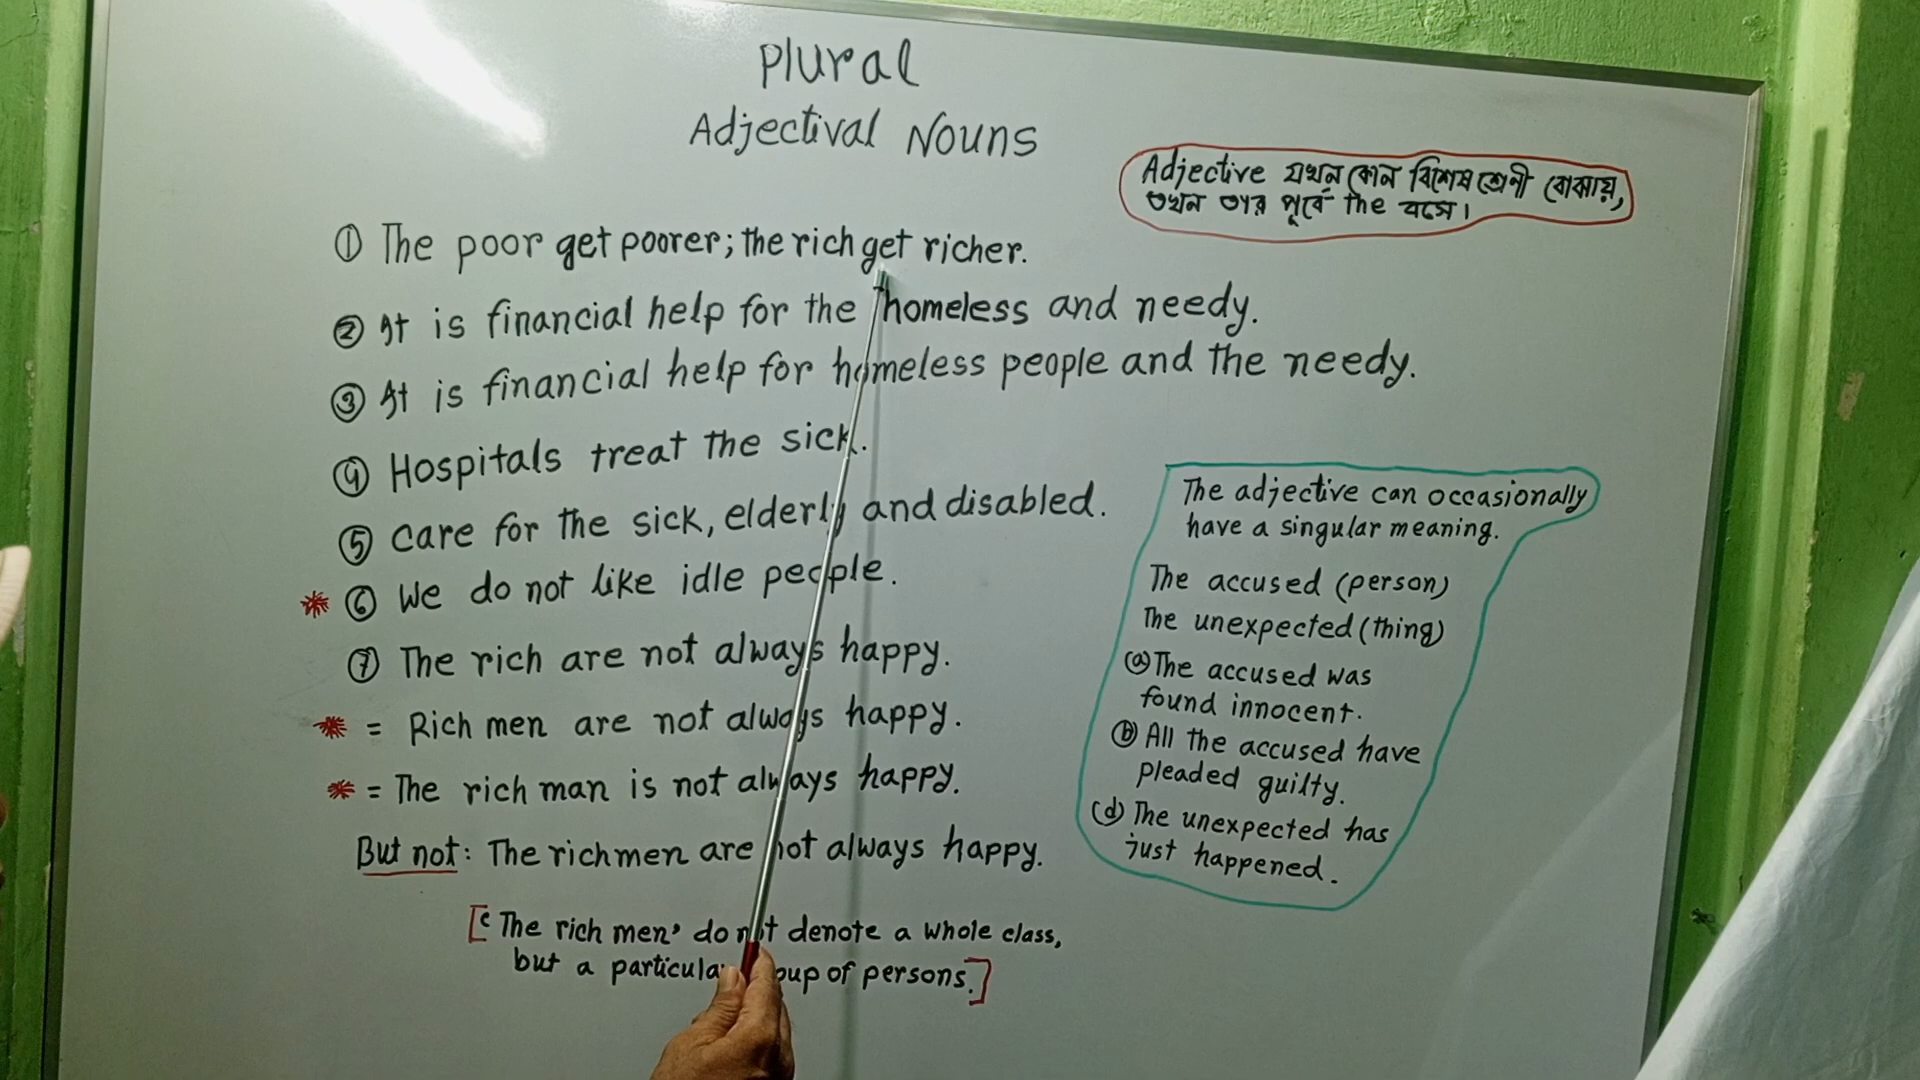 Plural
Adjectival Nouns
Adjective যখন কোন বিশেষ শ্রেণী বোঝায়,
তখন তার পূর্বে the বসে।
① The poor get poorer; the rich get richer.
② It is financial help for the homeless and needy.
③ It is financial help for homeless people and the needy.
④ Hospitals treat the sick.
⑤ Care for the sick, elderly and disabled.
* ⑥ We do not like idle people.
⑦ The rich are not always happy.
* = Rich men are not always happy.
* = The rich man is not always happy.
But not: The rich men are not always happy.
['The rich men' do not denote a whole class,
but a particular group of persons.]
The adjective can occasionally
have a singular meaning.
The accused (person)
The unexpected (thing)
(a) The accused was
found innocent.
(b) All the accused have
pleaded guilty.
(d) The unexpected has
just happened.